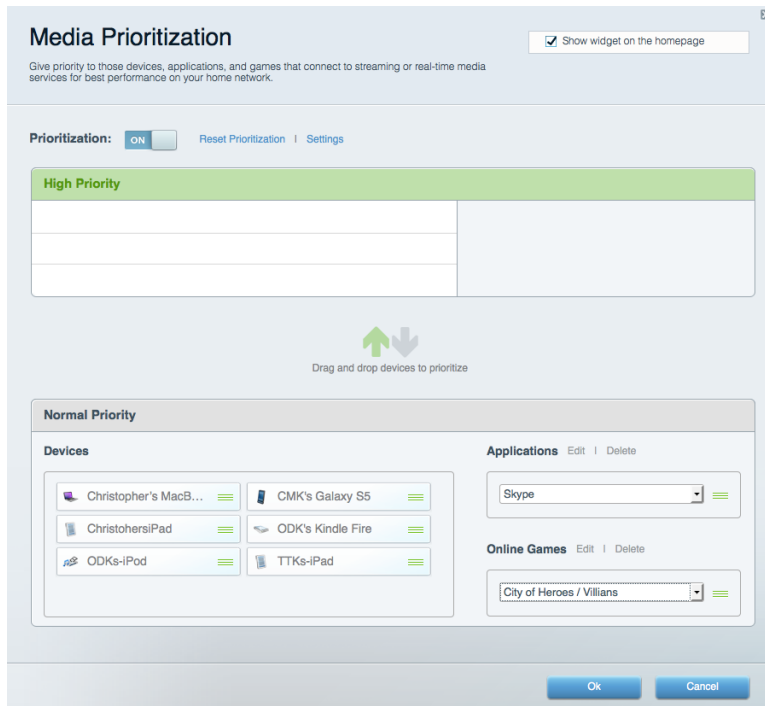 Media Prioritization
Show widget on the homepage
Give priority to those devices, applications, and games that connect to streaming or real-time media
services for best performance on your home network.
Prioritization: ON Reset Prioritization | Settings
High Priority
Drag and drop devices to prioritize
Normal Priority
Devices
Christopher's MacB...
CMK's Galaxy S5
ChristohersiPad
ODK's Kindle Fire
ODKs-iPod
TTKs-iPad
Applications Edit | Delete
Skype
Online Games Edit | Delete
City of Heroes / Villians
Ok
Cancel